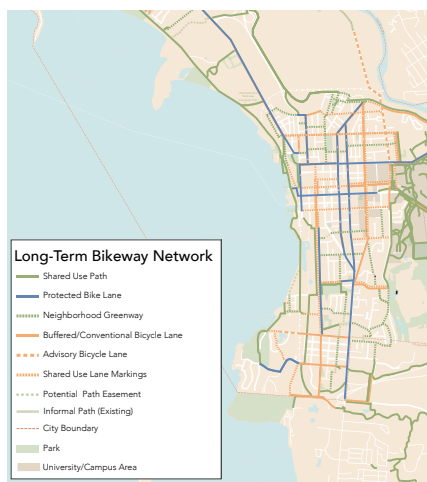 Long-Term Bikeway Network
Shared Use Path
Protected Bike Lane
Neighborhood Greenway
Buffered/Conventional Bicycle Lane
Advisory Bicycle Lane
Shared Use Lane Markings
Potential Path Easement
Informal Path (Existing)
City Boundary
Park
University/Campus Area